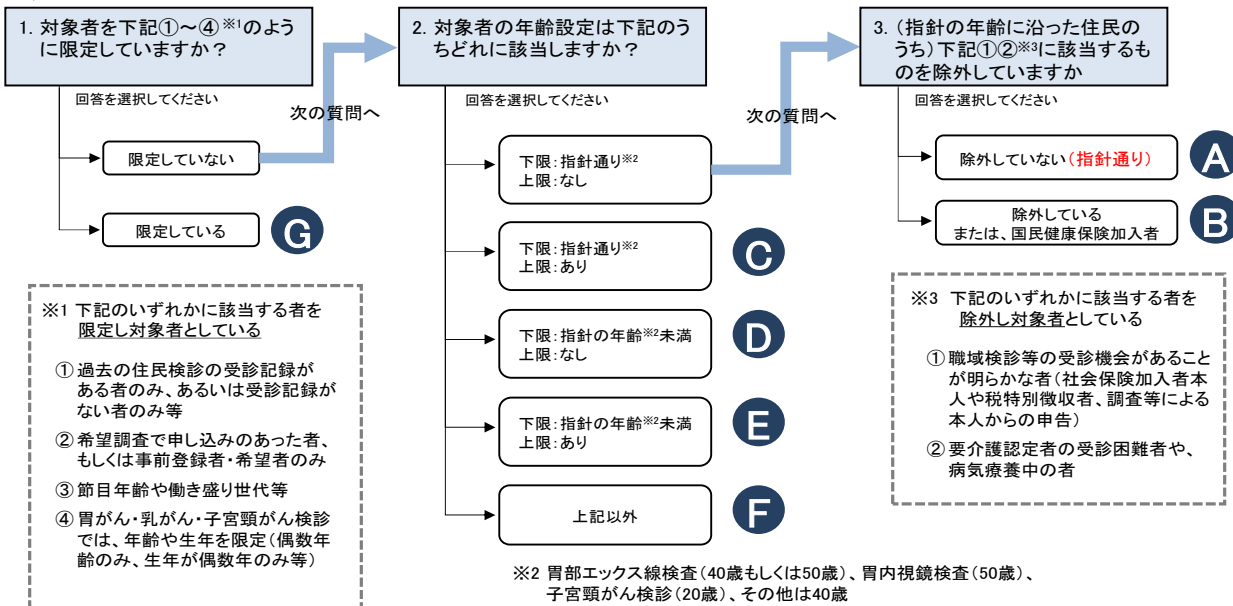 1. 対象者を下記①～④※1のよう
に限定していますか？
回答を選択してください
次の質問へ
限定していない
限定している
G
※1 下記のいずれかに該当する者を
限定し対象者としている
① 過去の住民検診の受診記録が
ある者のみ、あるいは受診記録が
ない者のみ等
② 希望調査で申し込みのあった者、
もしくは事前登録者・希望者のみ
③ 節目年齢や働き盛り世代等
④ 胃がん・乳がん・子宮頸がん検診
では、年齢や生年を限定(偶数年
齢のみ、生年が偶数年のみ等)
2. 対象者の年齢設定は下記のう
ちどれに該当しますか？
回答を選択してください
次の質問へ
下限:指針通り※2
上限:なし
下限:指針通り※2
上限:あり
C
下限:指針の年齢※2未満
上限:なし
D
下限:指針の年齢※2未満
上限:あり
E
上記以外
F
※2 胃部エックス線検査(40歳もしくは50歳)、胃内視鏡検査(50歳)、
子宮頸がん検診(20歳)、その他は40歳
3. (指針の年齢に沿った住民の
うち)下記①②※3に該当するも
のを除外していますか
回答を選択してください
除外していない(指針通り)
A
除外している
または、国民健康保険加入者
B
※3 下記のいずれかに該当する者を
除外し対象者としている
① 職域検診等の受診機会があること
が明らかな者(社会保険加入者本
人や税特別徴収者、調査等による
本人からの申告)
② 要介護認定者の受診困難者や、
病気療養中の者